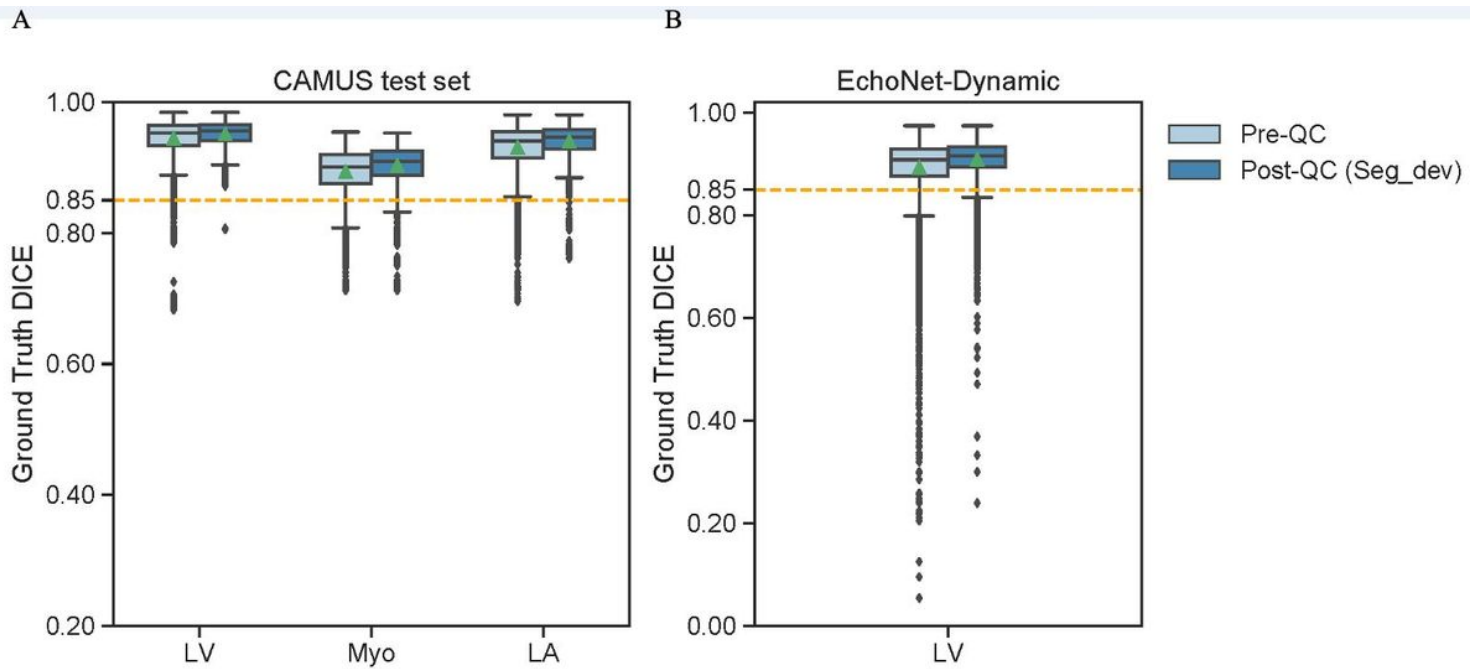 A
B
CAMUS test set
1.00
0.85
0.80
0.60
0.40
0.20
Ground Truth DICE
LV
Myo
LA
EchoNet-Dynamic
1.00
0.85
0.80
0.60
0.40
0.20
0.00
Ground Truth DICE
LV
Pre-QC
Post-QC (Seg_dev)